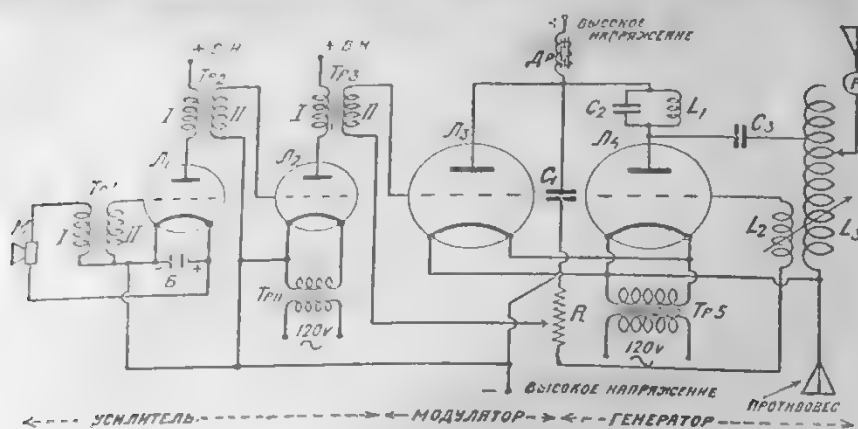 + ВЫСОКОЕ НАПРЯЖЕНИЕ
+ В Н
+ В Н
Др
Тр2
Тр3
I
II
I
II
Л1
Л2
Л3
C2
L1
Л4
C3
C1
М
Тр1
I
II
L2
L3
- Б +
R
Тр5
120v
120v
— ВЫСОКОЕ НАПРЯЖЕНИЕ
ПРОТИВОВЕС
УСИЛИТЕЛЬ
МОДУЛЯТОР
ГЕНЕРАТОР